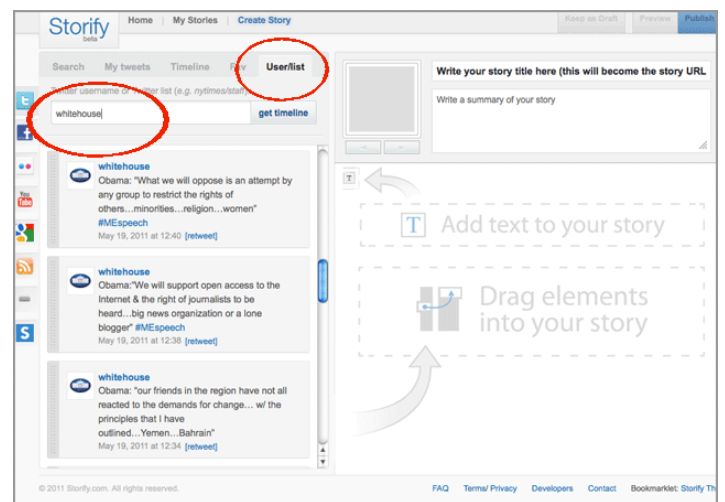 Storify
beta
Home | My Stories | Create Story
Keep as Draft Preview Publish
Search My tweets Timeline Fav User/list
Twitter username or Twitter list (e.g. nytimes/staff)
whitehouse
get timeline
whitehouse
Obama: "What we will oppose is an attempt by
any group to restrict the rights of
others…minorities…religion…women"
#MEspeech
May 19, 2011 at 12:40 [retweet]
whitehouse
Obama:"We will support open access to the
Internet & the right of journalists to be
heard…big news organization or a lone
blogger" #MEspeech
May 19, 2011 at 12:38 [retweet]
whitehouse
Obama: "our friends in the region have not all
reacted to the demands for change… w/ the
principles that I have
outlined…Yemen…Bahrain"
May 19, 2011 at 12:34 [retweet]
You
Tube
S
Write your story title here (this will become the story URL
Write a summary of your story
T
T Add text to your story
Drag elements
into your story
© 2011 Storify.com. All rights reserved.
FAQ Terms/ Privacy Developers Contact Bookmarklet: Storify Th